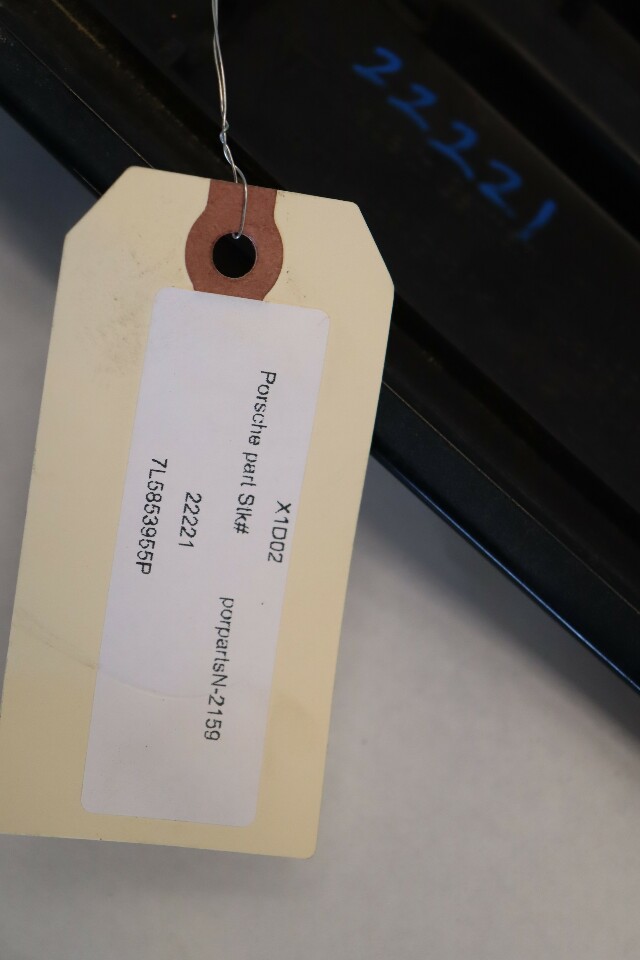 X1D02
Porsche part Stk#
porpartsN-2159
22221
7L5853955P
22221